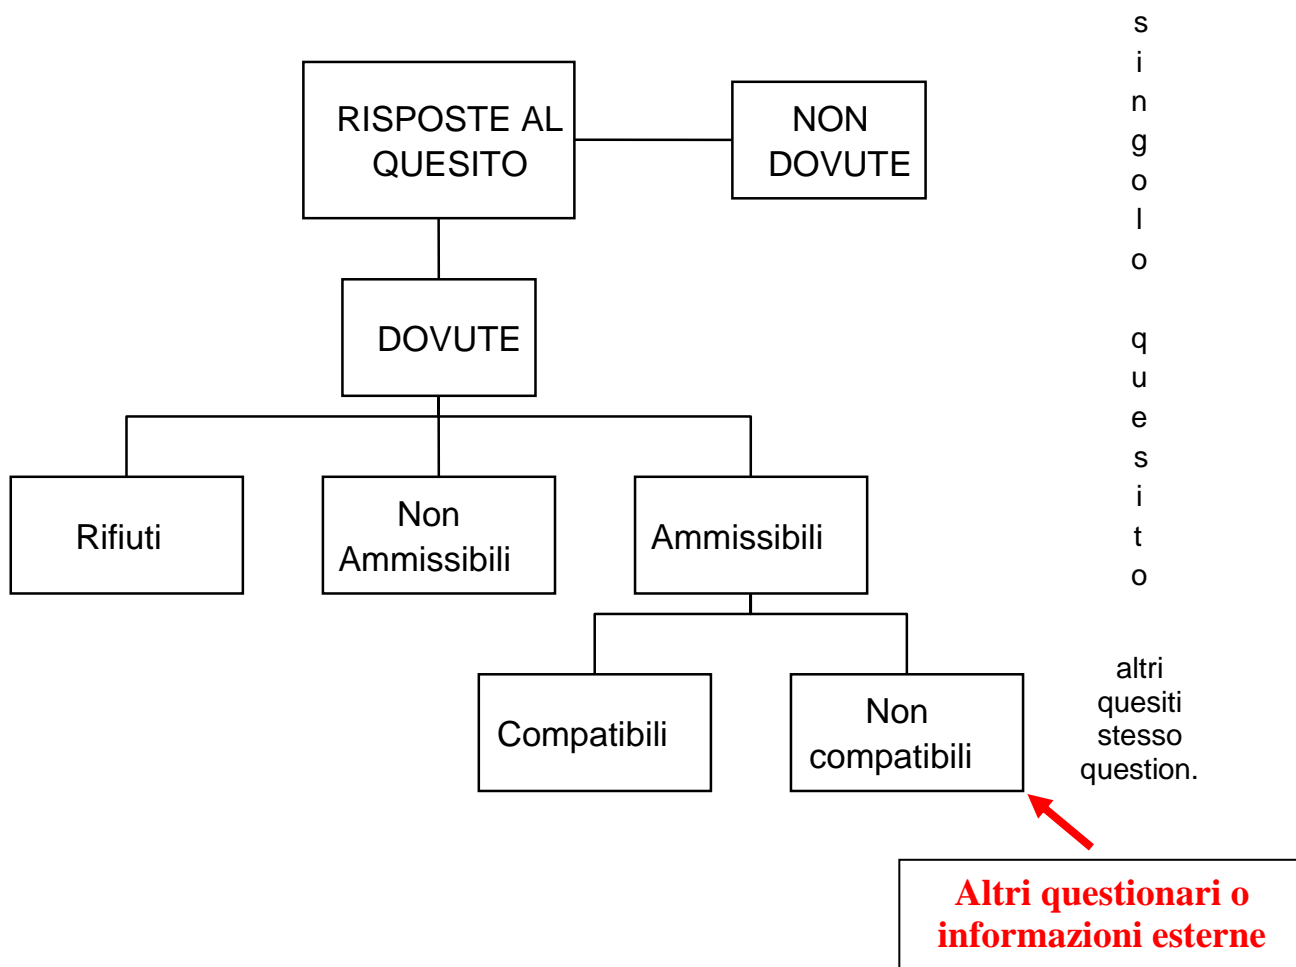 RISPOSTE AL
QUESITO
NON
DOVUTE
DOVUTE
Rifiuti
Non
Ammissibili
Ammissibili
Compatibili
Non
compatibili
s
i
n
g
o
l
o
q
u
e
s
i
t
o
altri
quesiti
stesso
question.
Altri questionari o
informazioni esterne